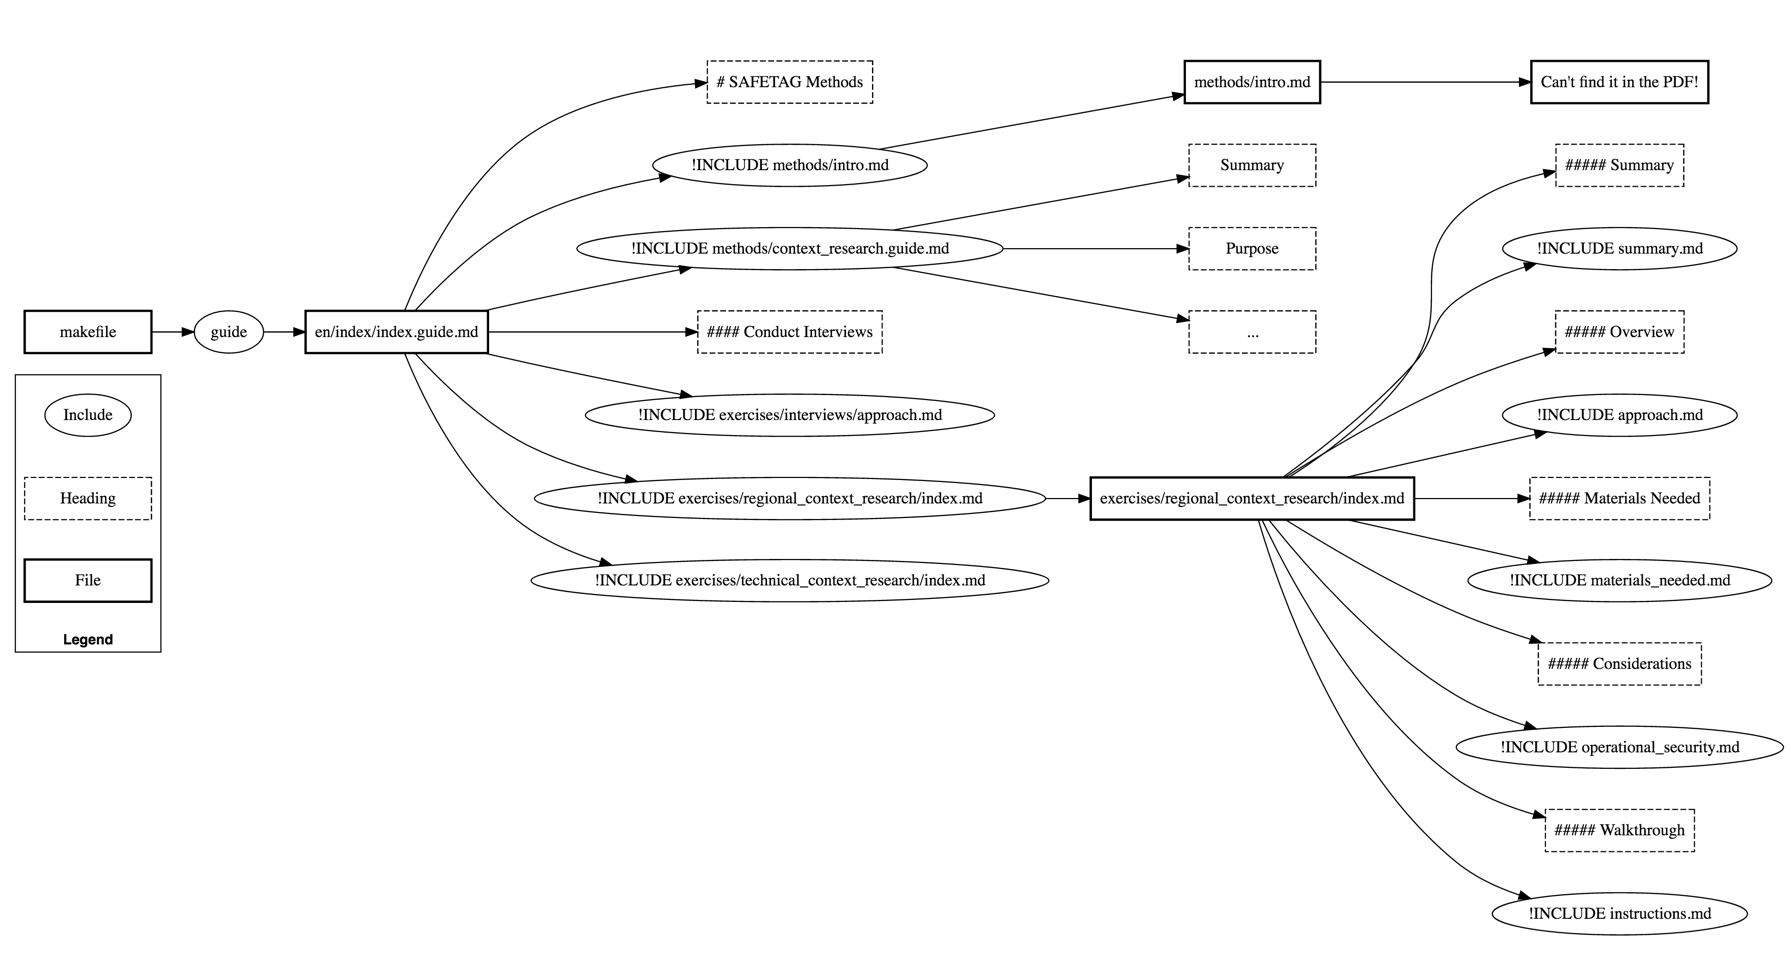 # SAFETAG Methods
methods/intro.md
Can't find it in the PDF!
!INCLUDE methods/intro.md
Summary
##### Summary
!INCLUDE methods/context_research.guide.md
Purpose
!INCLUDE summary.md
makefile
guide
en/index/index.guide.md
#### Conduct Interviews
...
##### Overview
Include
!INCLUDE exercises/interviews/approach.md
!INCLUDE approach.md
Heading
!INCLUDE exercises/regional_context_research/index.md
exercises/regional_context_research/index.md
##### Materials Needed
File
!INCLUDE exercises/technical_context_research/index.md
!INCLUDE materials_needed.md
Legend
##### Considerations
!INCLUDE operational_security.md
##### Walkthrough
!INCLUDE instructions.md